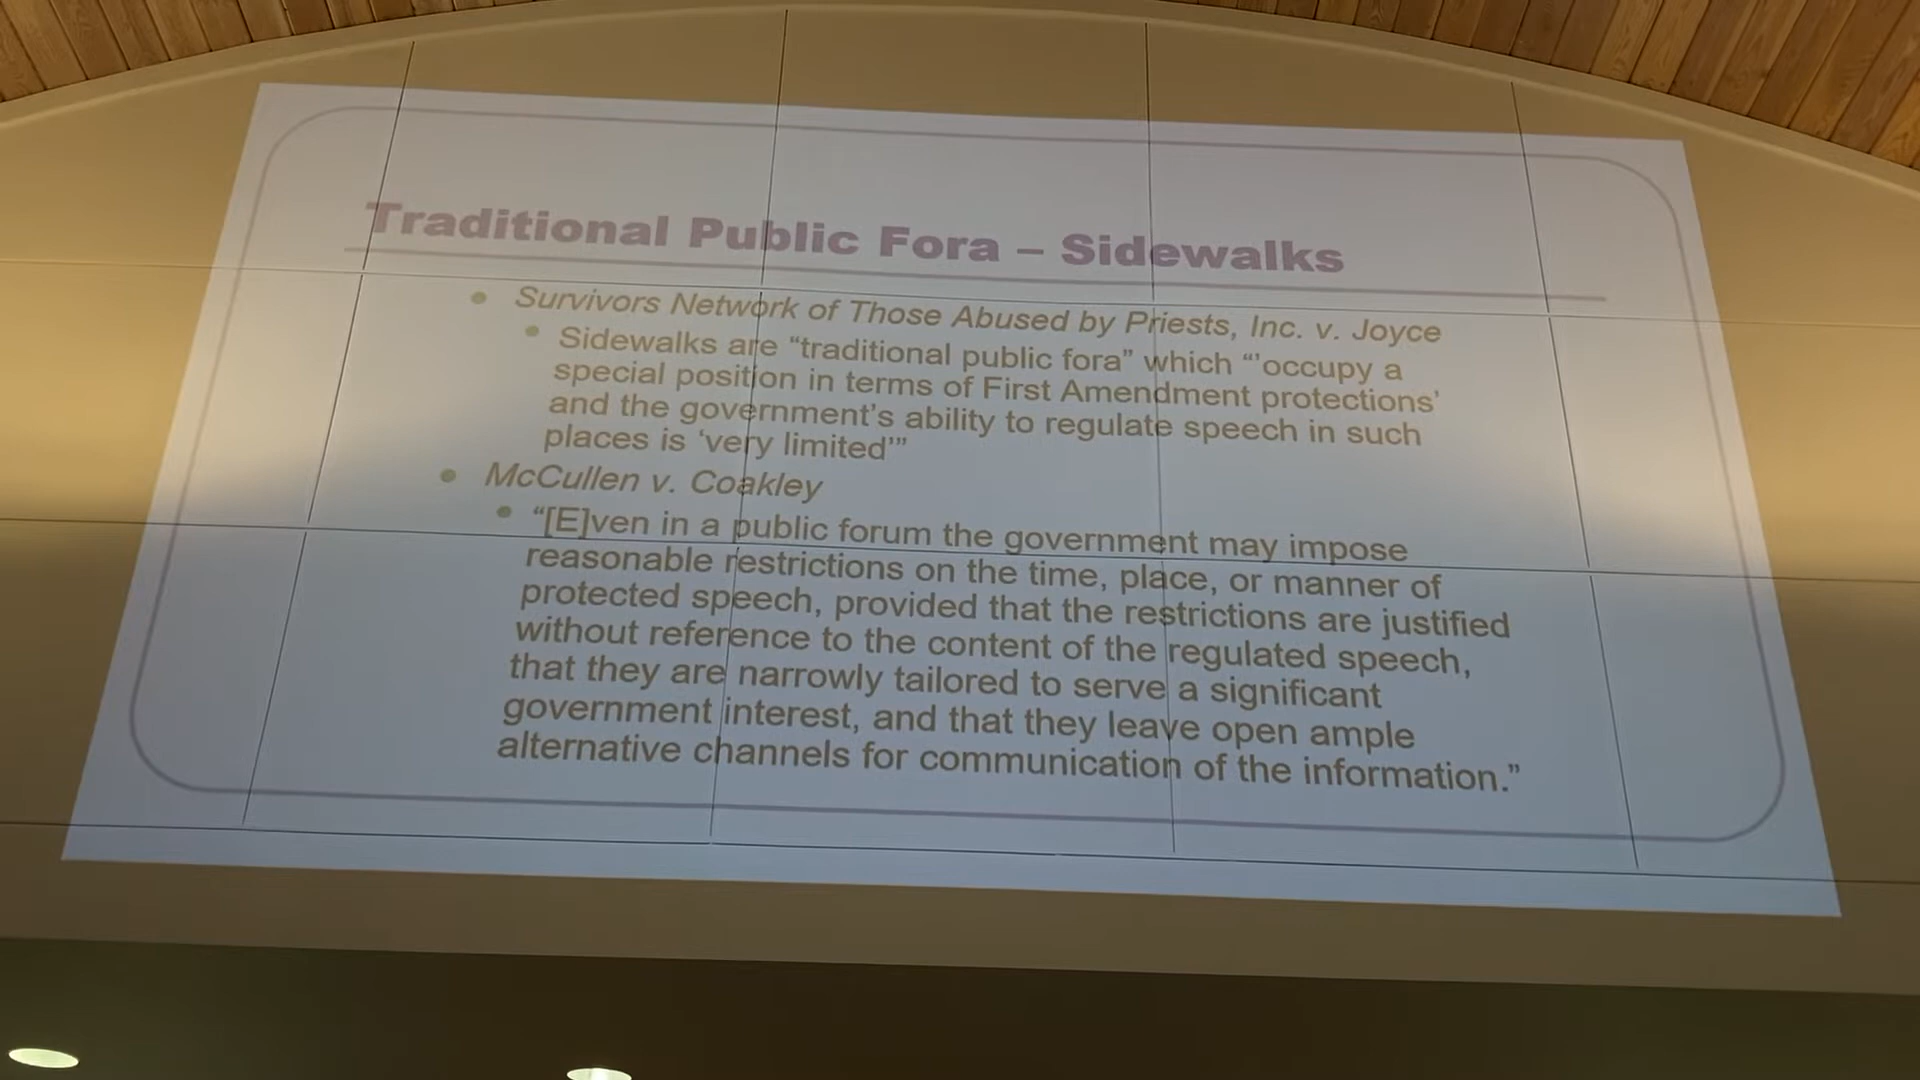 Traditional Public Fora – Sidewalks
• Survivors Network of Those Abused by Priests, Inc. v. Joyce
• Sidewalks are “traditional public fora” which “‘occupy a
special position in terms of First Amendment protections’
and the government’s ability to regulate speech in such
places is ‘very limited’”
• McCullen v. Coakley
• “[E]ven in a public forum the government may impose
reasonable restrictions on the time, place, or manner of
protected speech, provided that the restrictions are justified
without reference to the content of the regulated speech,
that they are narrowly tailored to serve a significant
government interest, and that they leave open ample
alternative channels for communication of the information.”